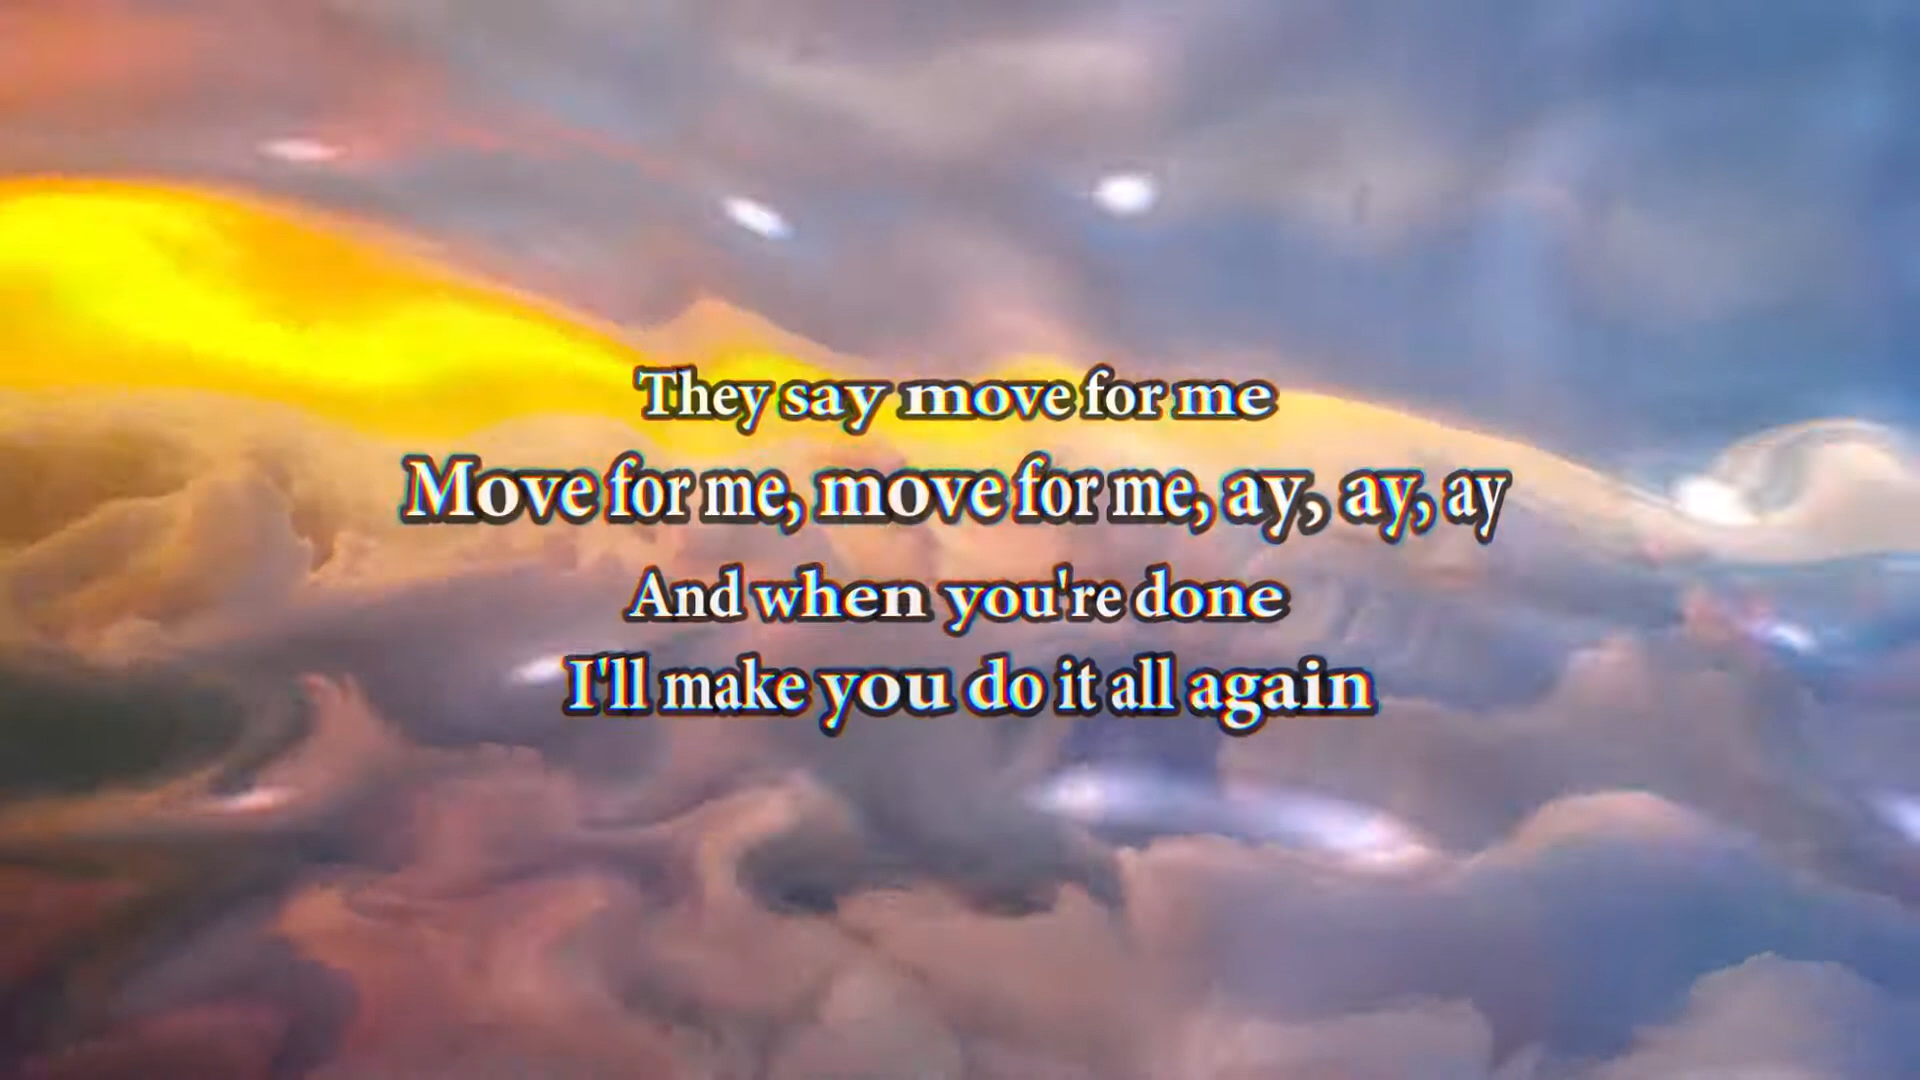 They say move for me
Move for me, move for me, ay, ay, ay
And when you're done
I'll make you do it all again